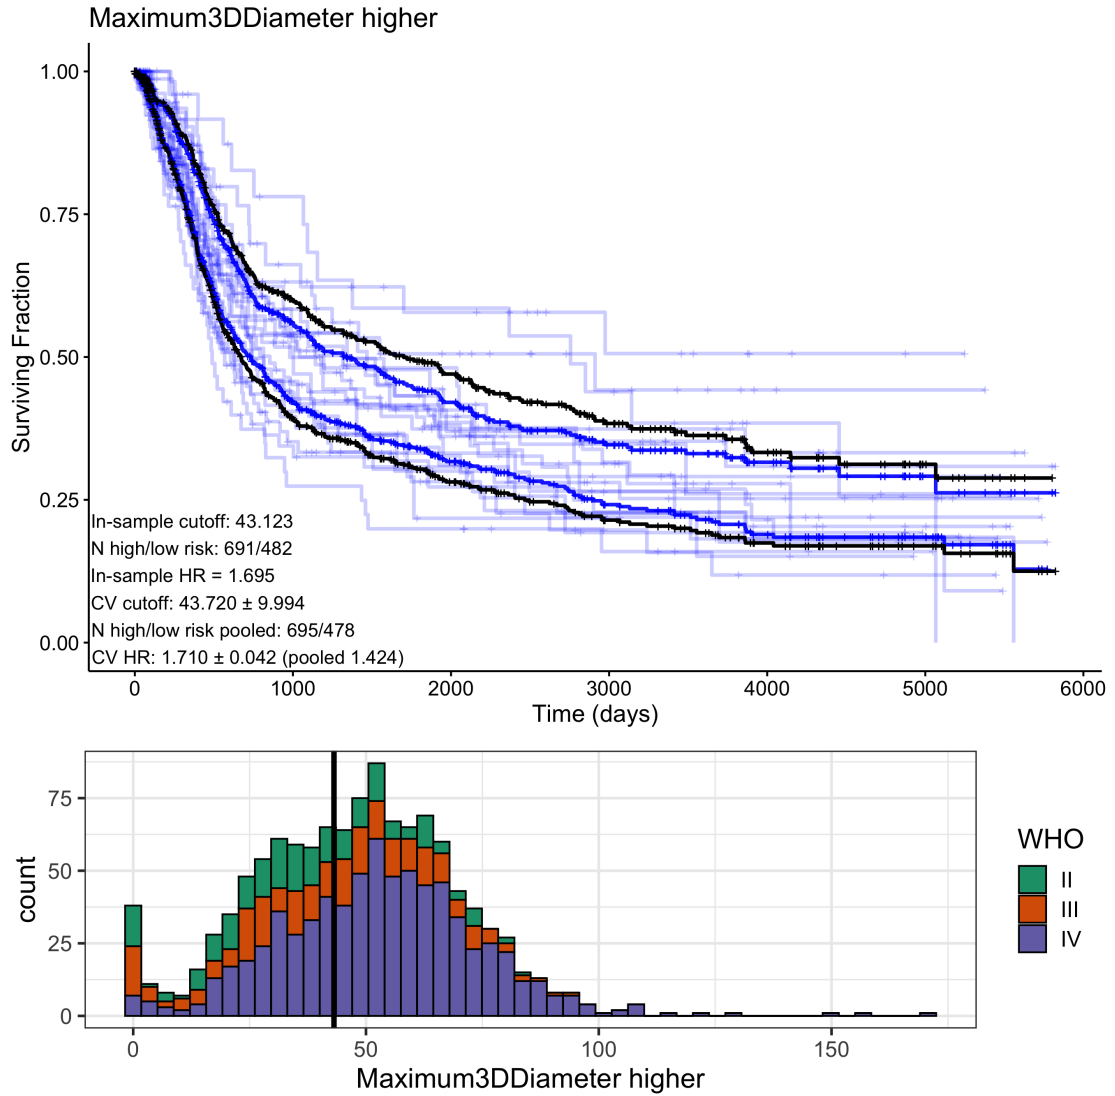 Maximum3DDiameter higher
1.00
0.75
0.50
0.25
0.00
Surviving Fraction
In-sample cutoff: 43.123
N high/low risk: 691/482
In-sample HR = 1.695
CV cutoff: 43.720 ± 9.994
N high/low risk pooled: 695/478
CV HR: 1.710 ± 0.042 (pooled 1.424)
0 1000 2000 3000 4000 5000 6000
Time (days)
75
50
25
0
count
0 50 100 150
Maximum3DDiameter higher
WHO
II
III
IV